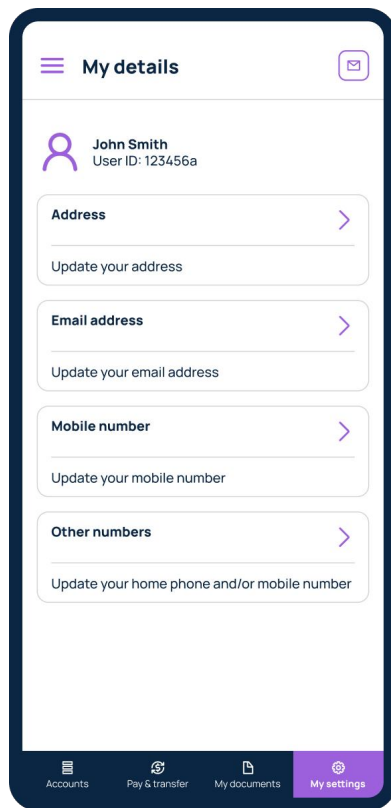 My details
John Smith
User ID: 123456a
Address
Update your address
Email address
Update your email address
Mobile number
Update your mobile number
Other numbers
Update your home phone and/or mobile number
Accounts
Pay & transfer
My documents
My settings